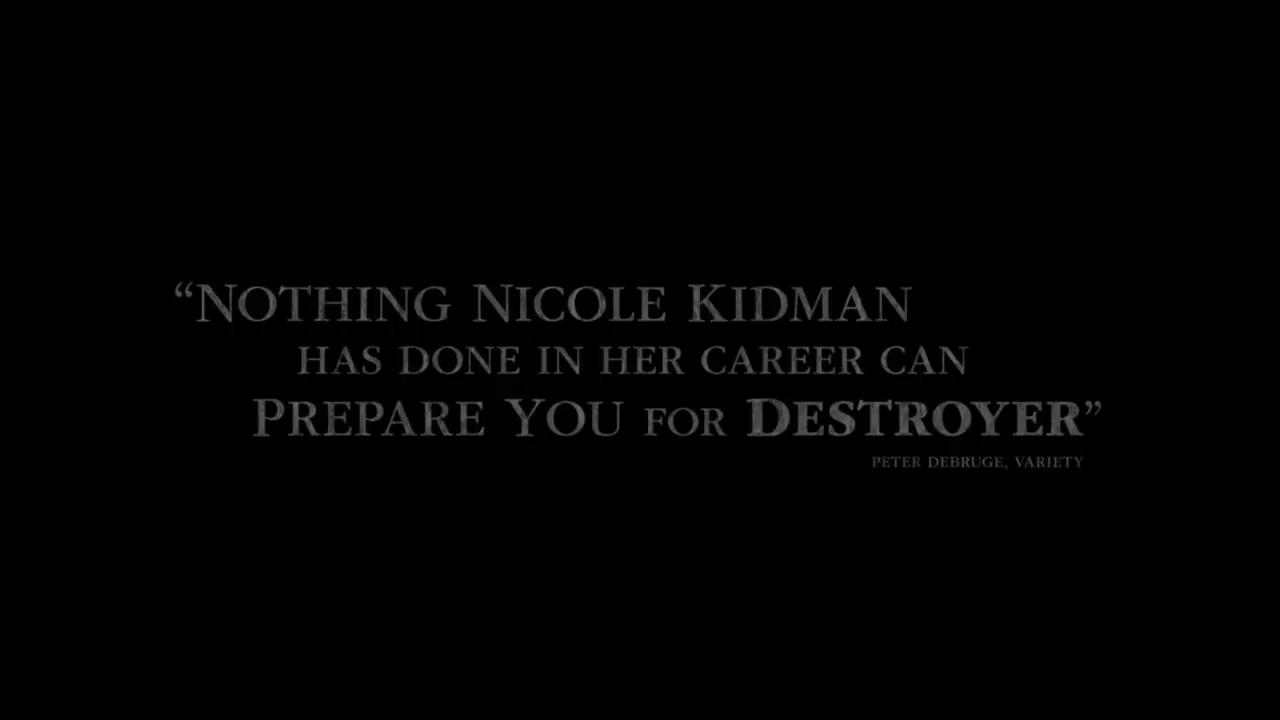 “NOTHING NICOLE KIDMAN
HAS DONE IN HER CAREER CAN
PREPARE YOU FOR DESTROYER”
PETER DEBRUGE, VARIETY